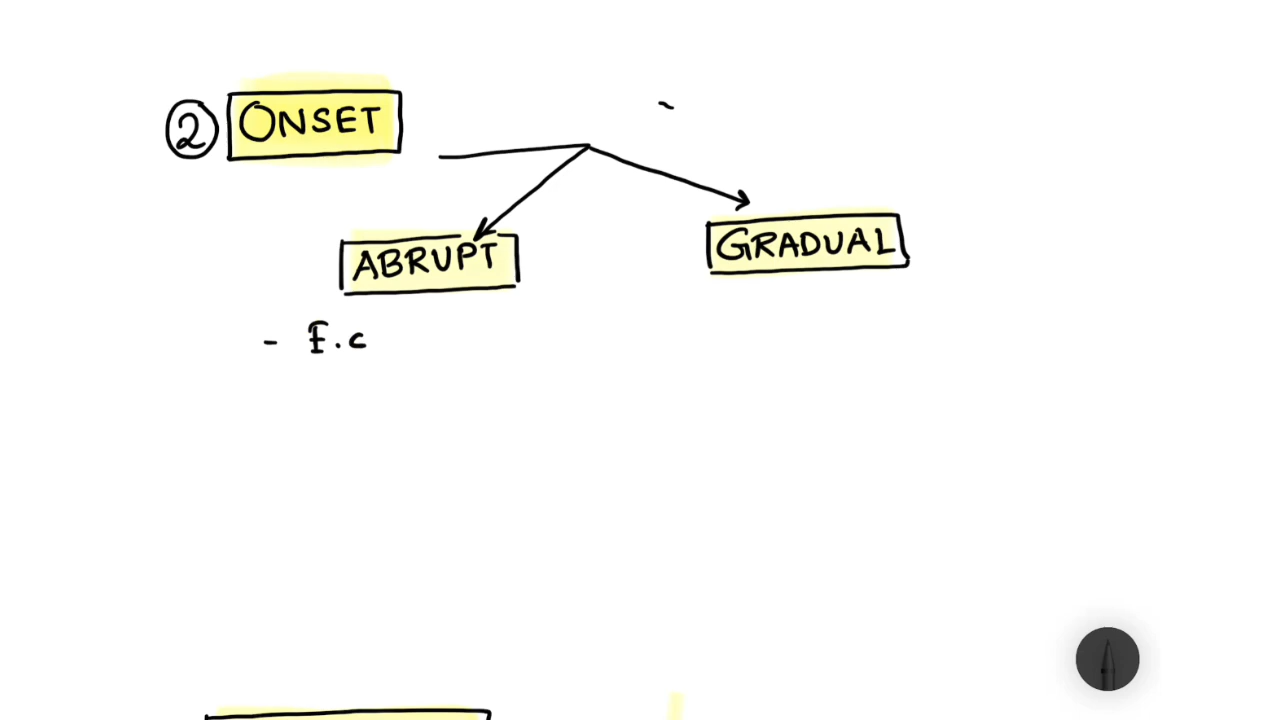 ② ONSET
ABRUPT
GRADUAL
- E.c